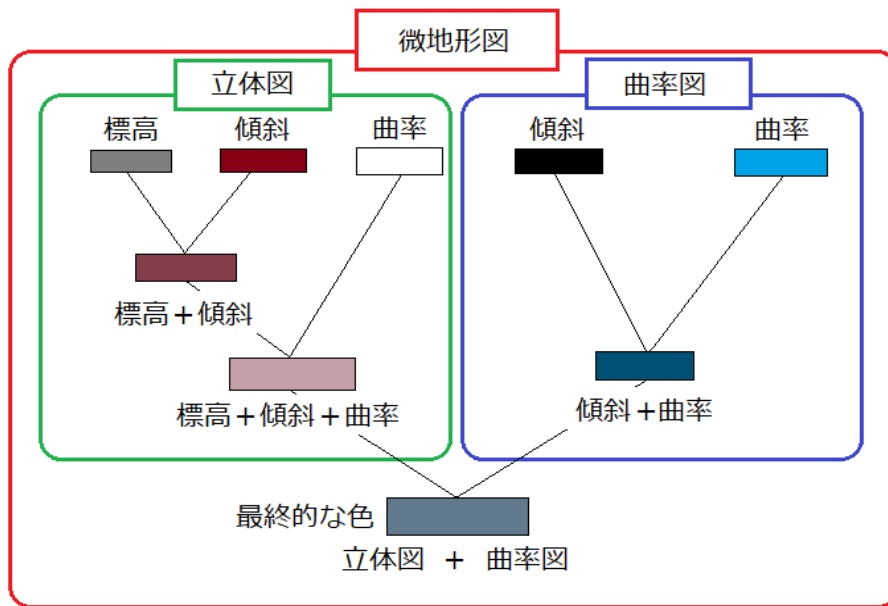 微地形図
立体図
曲率図
標高
傾斜
曲率
傾斜
曲率
標高＋傾斜
標高＋傾斜＋曲率
傾斜＋曲率
最終的な色
立体図 + 曲率図